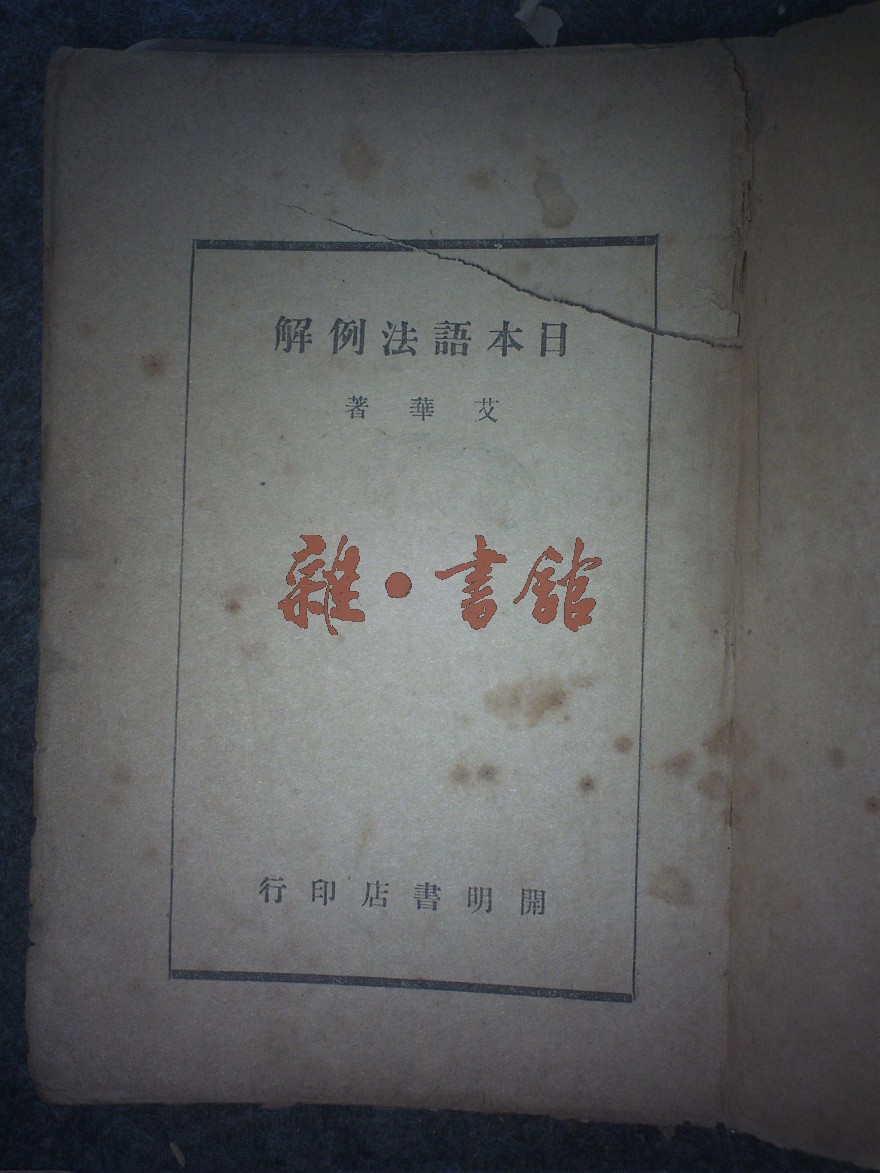 日本語法例解
艾華著
雜·書館
開明書店印行